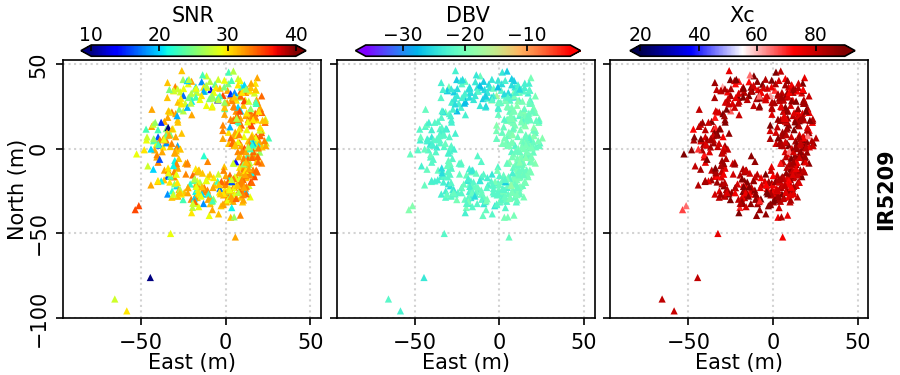 SNR DBV Xc
10 20 30 40 −30 −20 −10 20 40 60 80
50
0
−50
−100
North (m)
IR5209
−50 0 50 −50 0 50 −50 0 50
East (m) East (m) East (m)